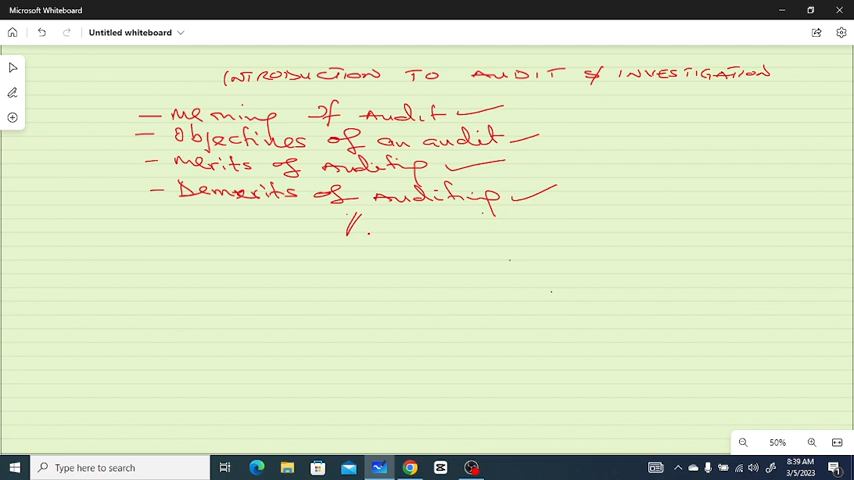 Microsoft Whiteboard
Untitled whiteboard
INTRODUCTION TO AUDIT & INVESTIGATION
— Meaning of Audit
— Objectives of an audit
- Merits of auditing
- Demerits of auditing
50%
Type here to search
8:39 AM
3/5/2023
1